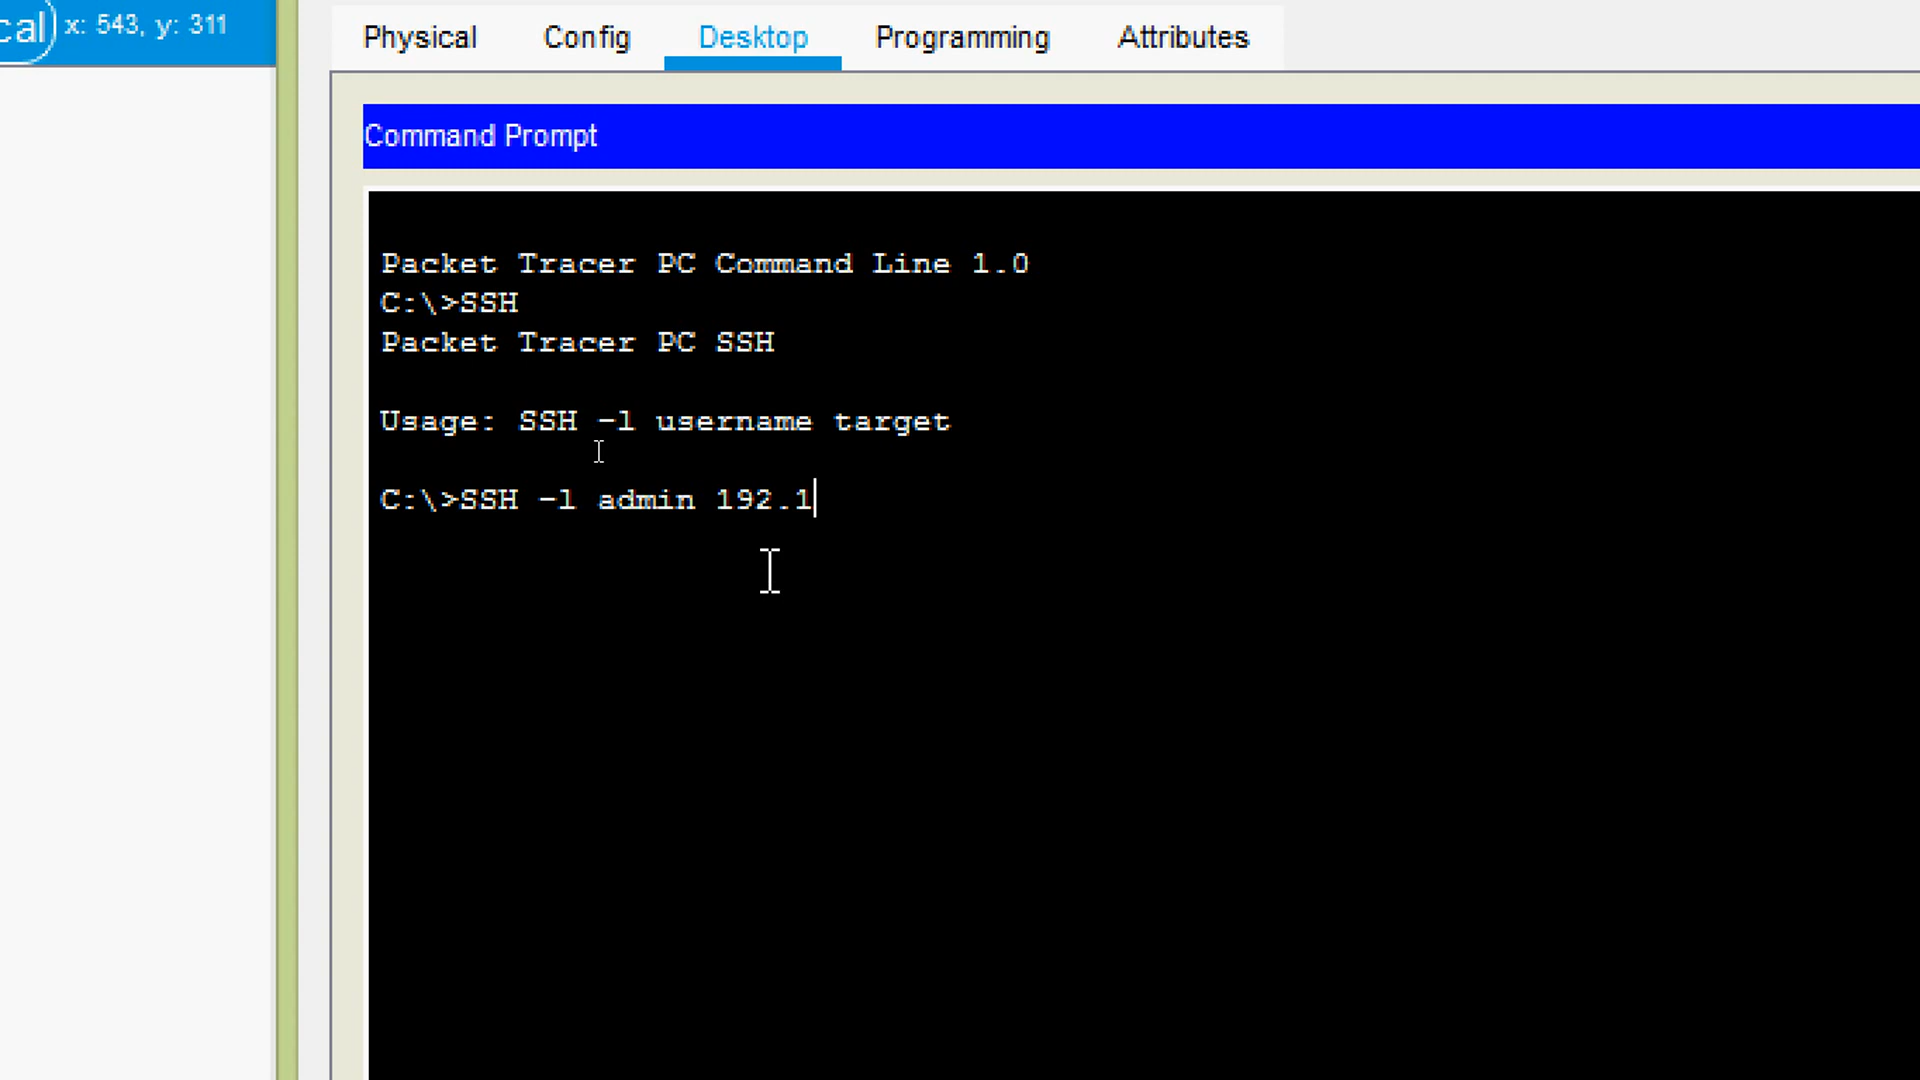 cal) x: 543, y: 311
Physical Config Desktop Programming Attributes
Command Prompt
Packet Tracer PC Command Line 1.0
C:\>SSH
Packet Tracer PC SSH
Usage: SSH -l username target
C:\>SSH -l admin 192.1